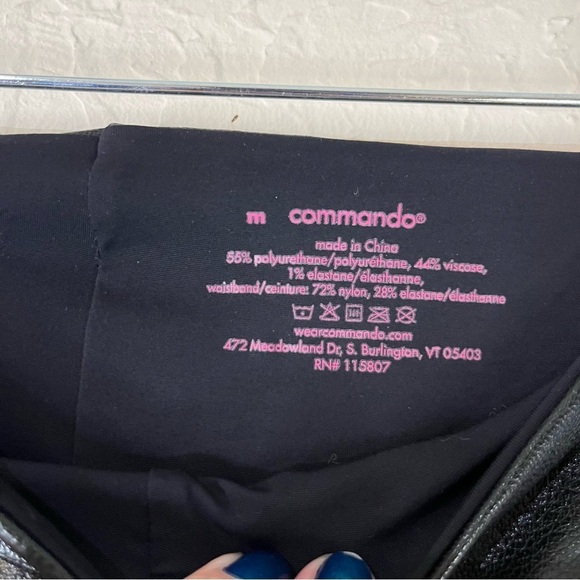 m commando®
made in China
55% polyurethane/polyuréthane, 44% viscose,
1% elastane/élasthanne,
waistband/ceinture: 72% nylon, 28% elastane/élasthanne
wearcommando.com
472 Meadowland Dr, S. Burlington, VT 05403
RN# 115807